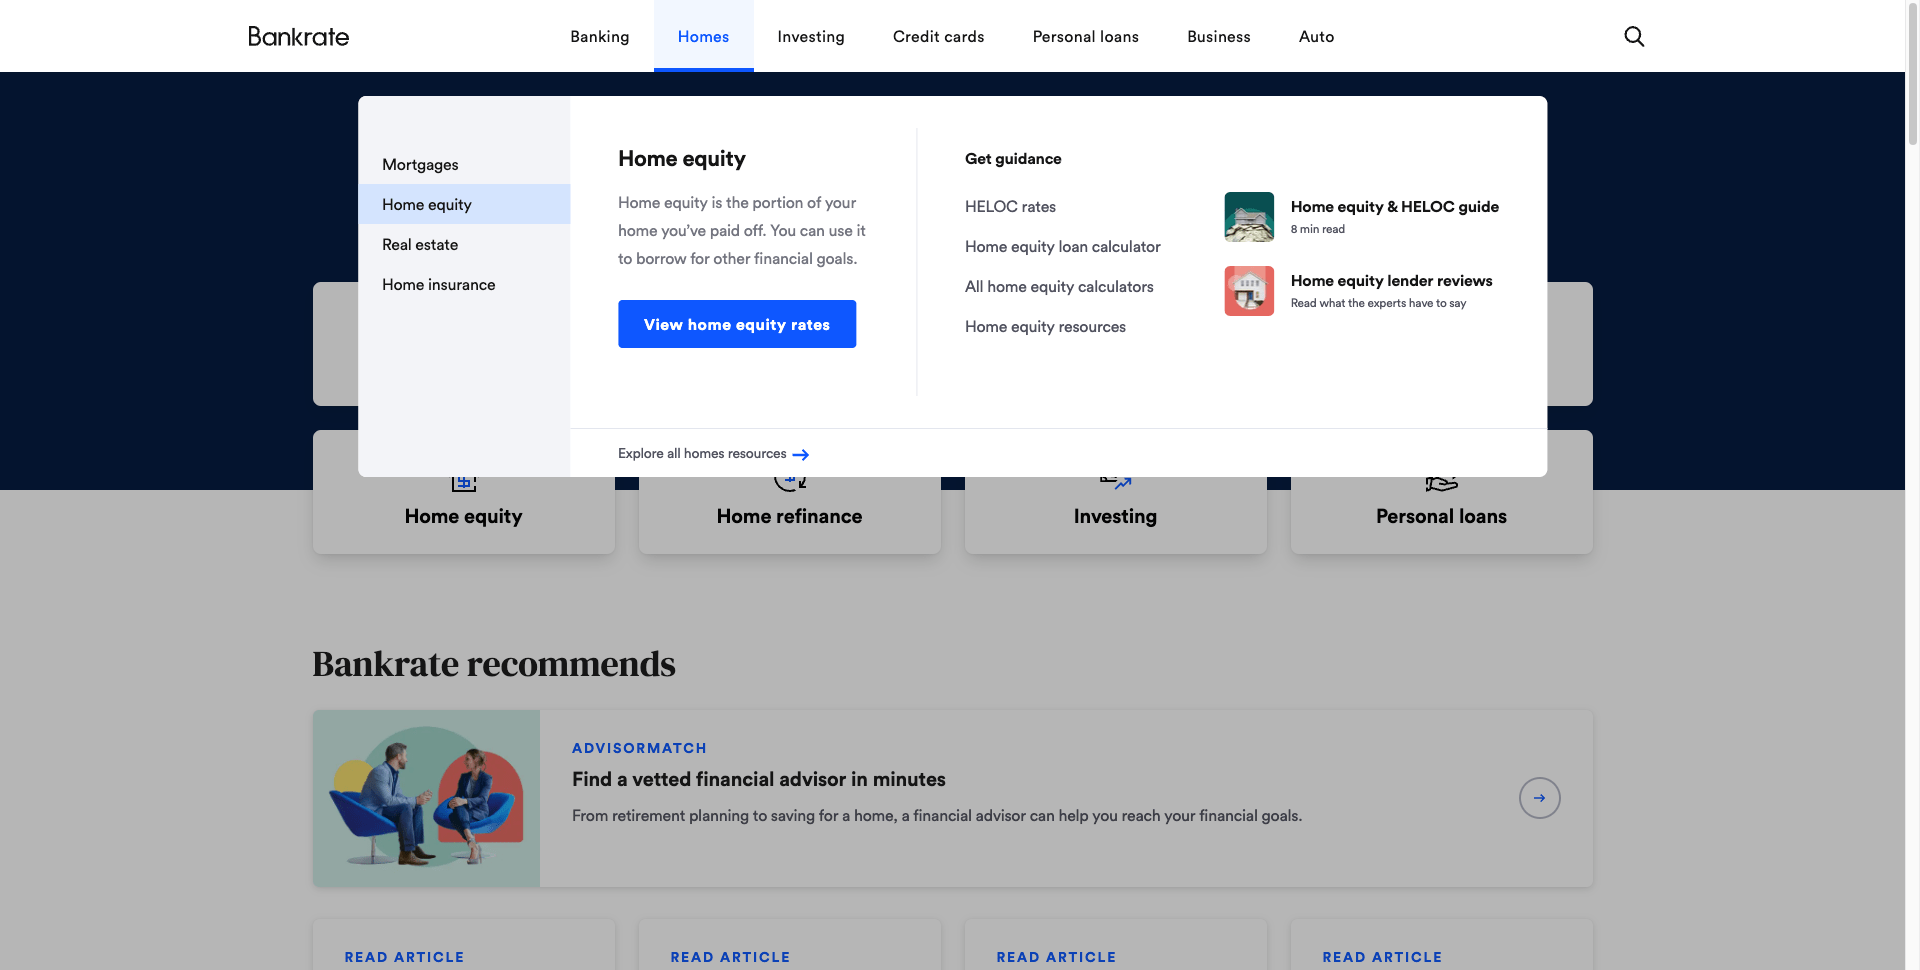 Bankrate
Banking
Homes
Investing
Credit cards
Personal loans
Business
Auto
Mortgages
Home equity
Real estate
Home insurance
Home equity
Home equity is the portion of your
home you’ve paid off. You can use it
to borrow for other financial goals.
View home equity rates
Get guidance
HELOC rates
Home equity loan calculator
All home equity calculators
Home equity resources
Home equity & HELOC guide
8 min read
Home equity lender reviews
Read what the experts have to say
Explore all homes resources
Home equity
Home refinance
Investing
Personal loans
Bankrate recommends
ADVISORMATCH
Find a vetted financial advisor in minutes
From retirement planning to saving for a home, a financial advisor can help you reach your financial goals.
READ ARTICLE
READ ARTICLE
READ ARTICLE
READ ARTICLE